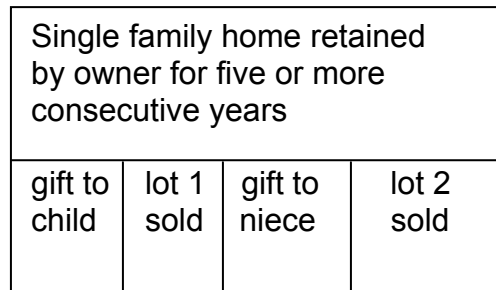 Single family home retained
by owner for five or more
consecutive years
gift to lot 1 gift to lot 2
child sold niece sold